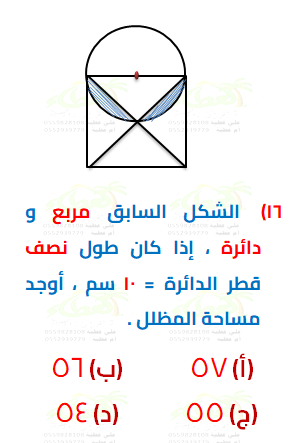 ١٦) الشكل السابق مربع و
دائرة ، إذا كان طول نصف
قطر الدائرة = ١٠ سم ، أوجد
مساحة المظلل .
(أ) ٥٧ (ب) ٥٦
(ج) ٥٥ (د) ٥٤